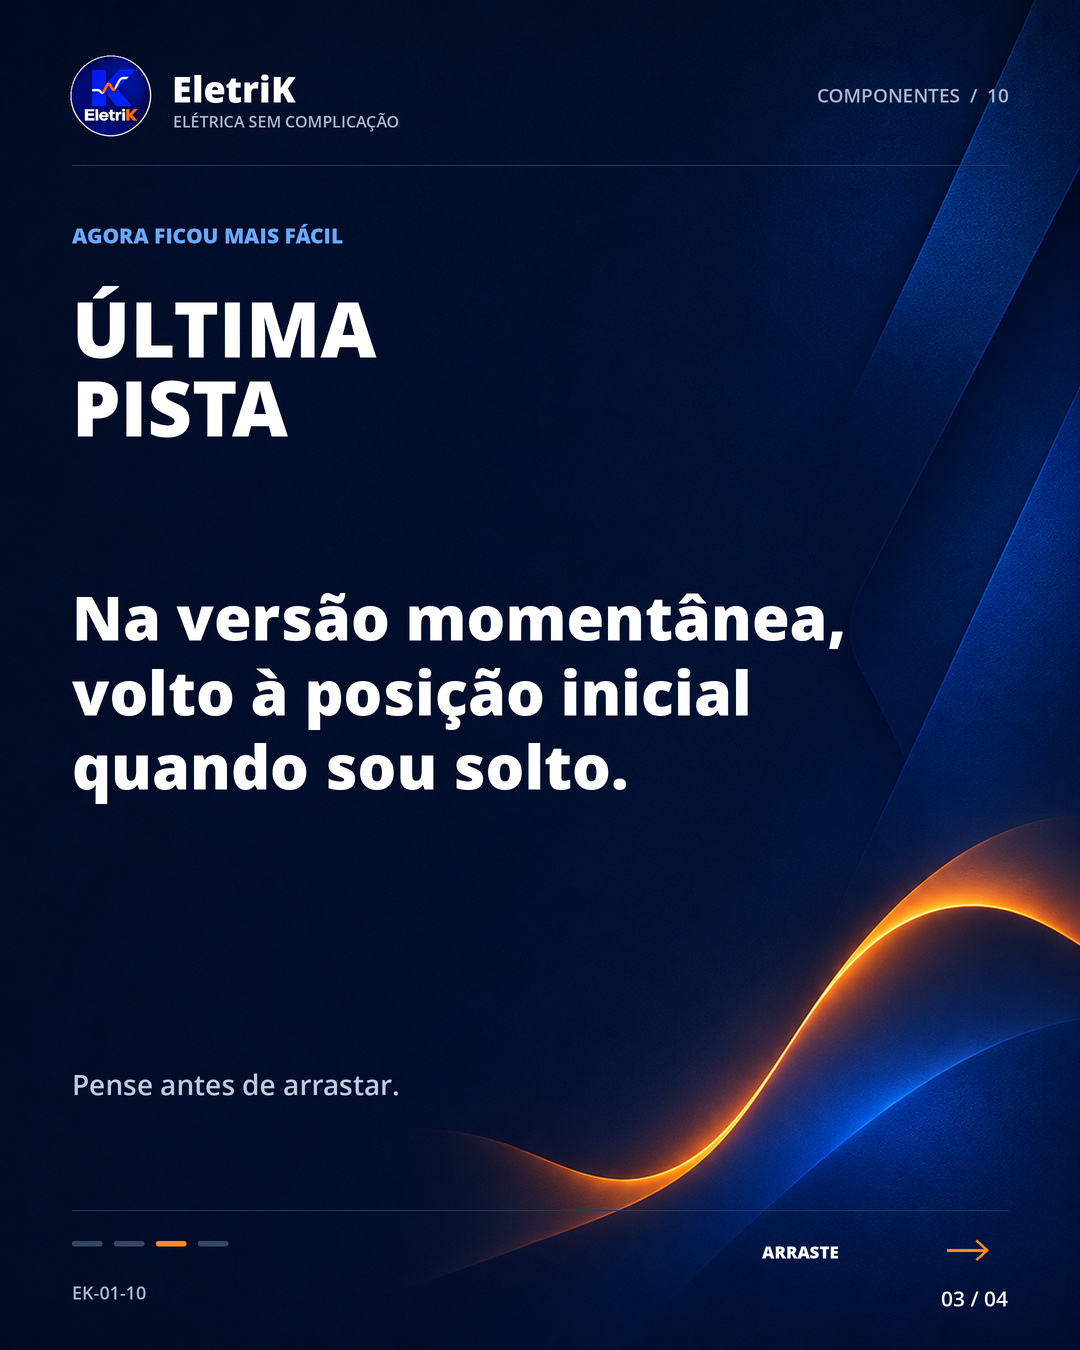 EletriK
EletriK
ELÉTRICA SEM COMPLICAÇÃO
COMPONENTES / 10
AGORA FICOU MAIS FÁCIL
ÚLTIMA
PISTA
Na versão momentânea,
volto à posição inicial
quando sou solto.
Pense antes de arrastar.
ARRASTE
EK-01-10
03 / 04